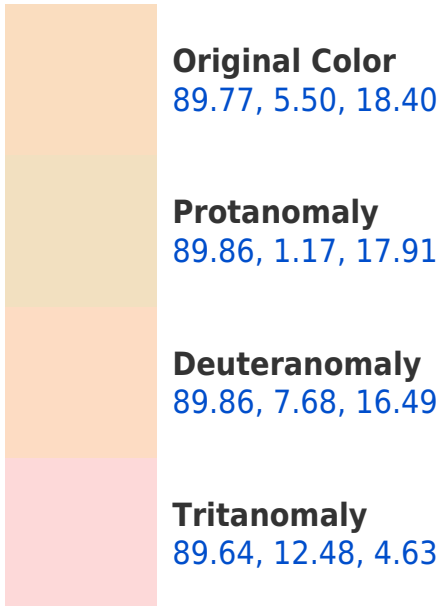 Original Color
89.77, 5.50, 18.40
Protanomaly
89.86, 1.17, 17.91
Deuteranomaly
89.86, 7.68, 16.49
Tritanomaly
89.64, 12.48, 4.63